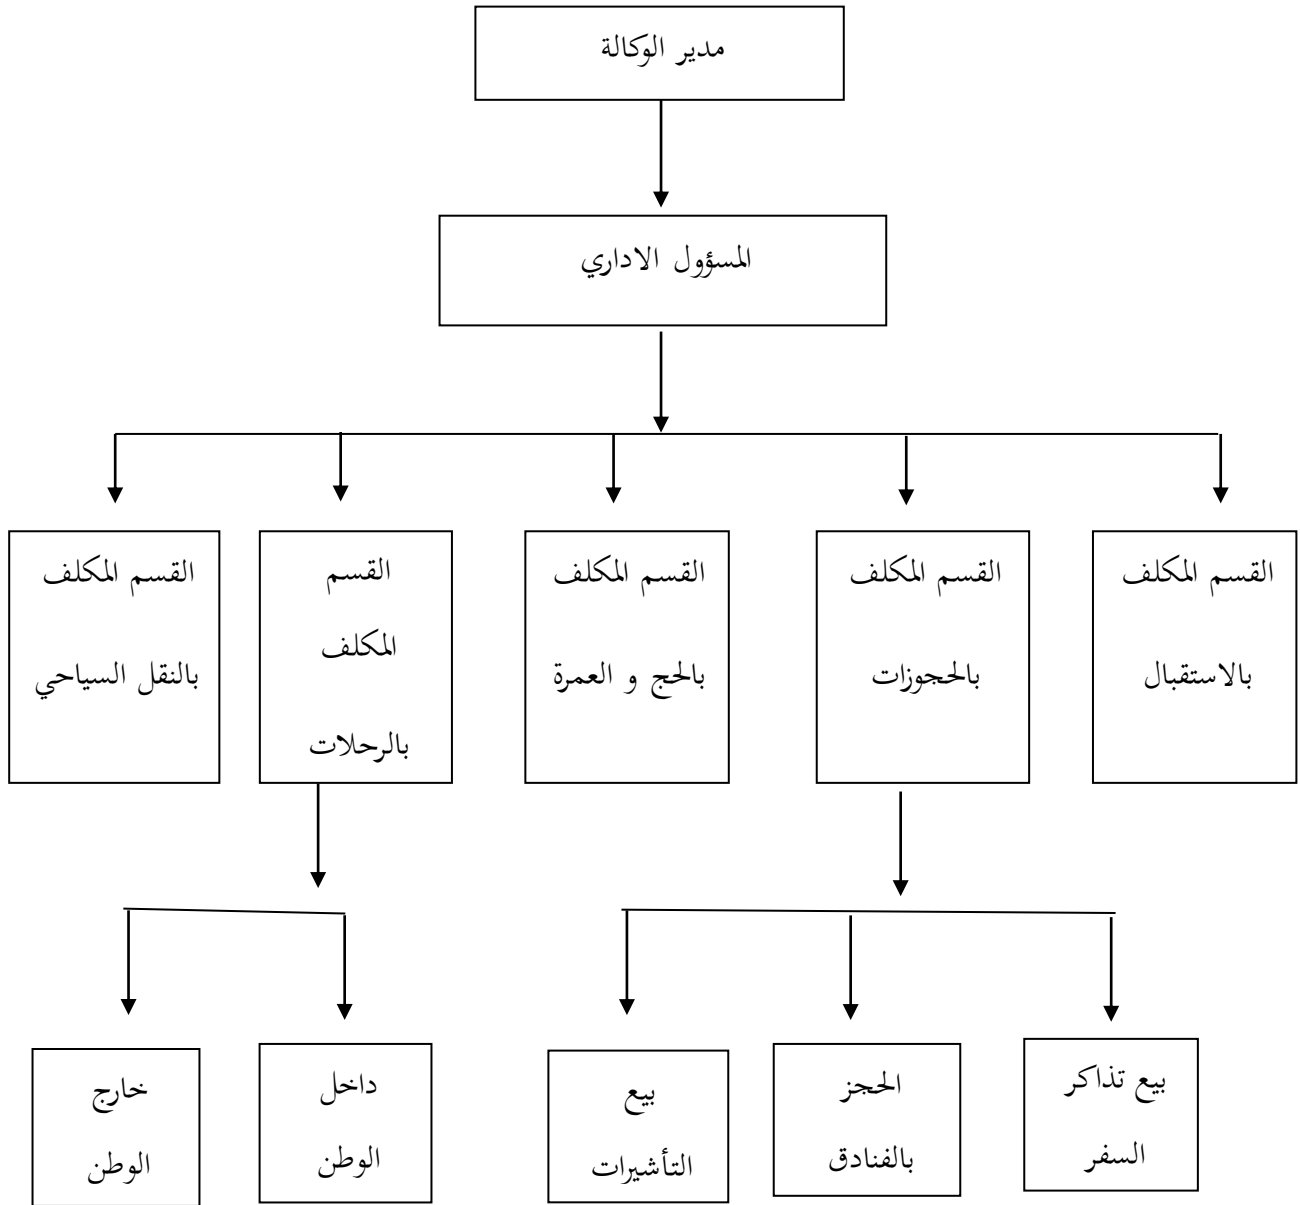 مدير الوكالة
المسؤول الاداري
القسم المكلف
بالاستقبال
القسم المكلف
بالحجوزات
القسم المكلف
بالحج و العمرة
القسم
المكلف
بالرحلات
القسم المكلف
بالنقل السياحي
بيع تذاكر
السفر
الحجز
بالفنادق
بيع
التأشيرات
داخل
الوطن
خارج
الوطن